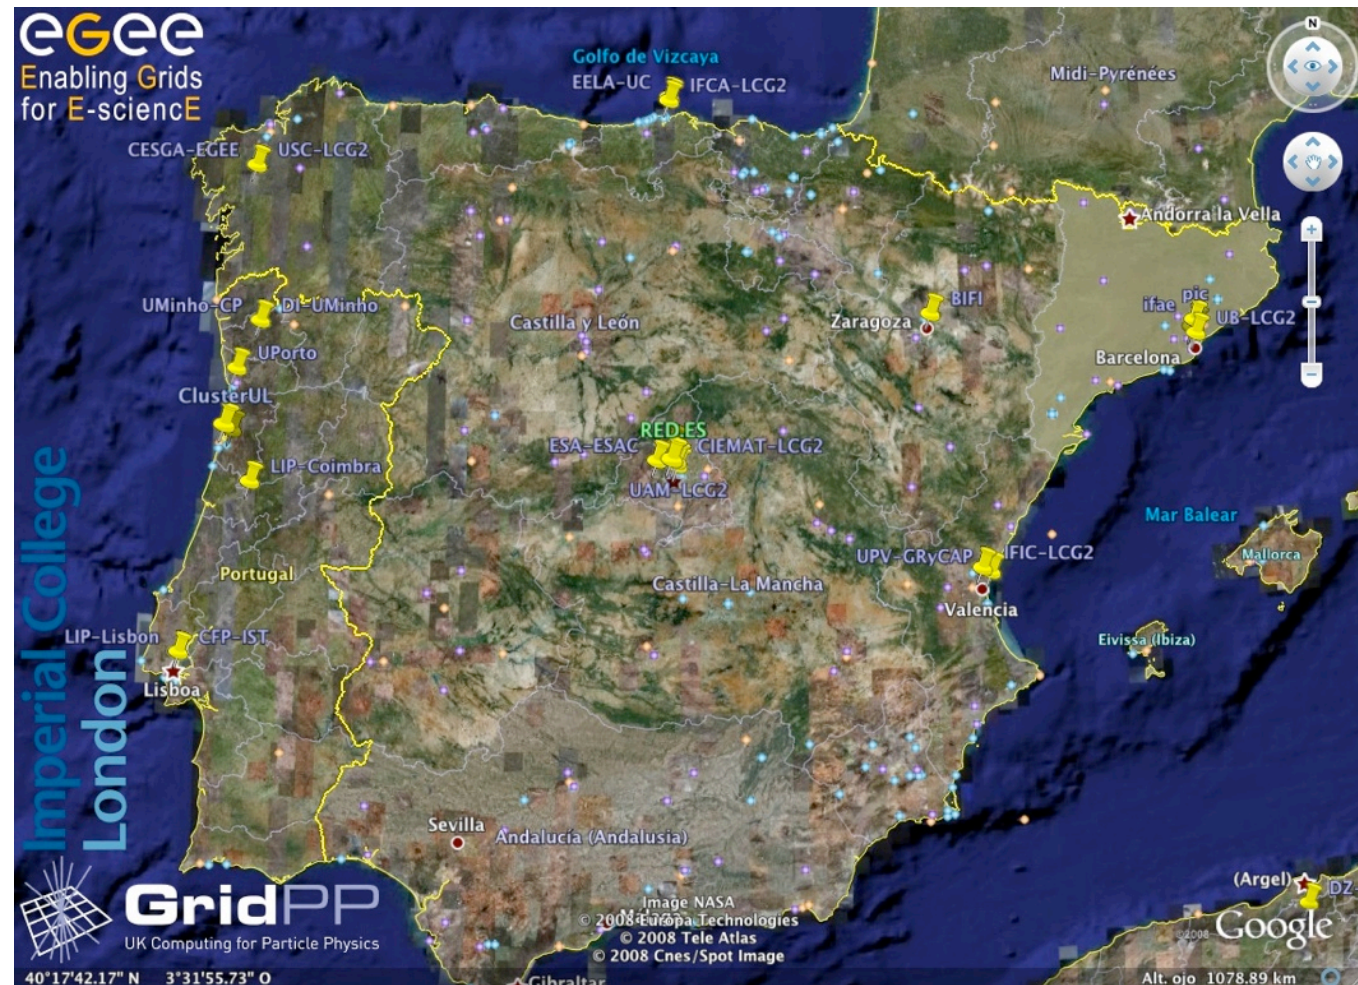 eGee
Enabling Grids
for E-sciencE
Golfo de Vizcaya
EELA-UC
IFCA-LCG2
Midi-Pyrénées
N
CESGA-EGEE
USC-LCG2
Andorra la Vella
UMinho-CP
DI-UMinho
BIFI
Zaragoza
ifae
pic
UB-LCG2
Barcelona
Castilla y León
UPorto
ClusterUL
RED.ES
ESA-ESAC
CIEMAT-LCG2
LIP-Coimbra
UAM-LCG2
Mar Balear
Mallorca
UPV-GRyCAP
IFIC-LCG2
Portugal
Castilla-La Mancha
Valencia
LIP-Lisbon
CFP-IST
Eivissa (Ibiza)
Lisboa
Imperial College
London
Sevilla
Andalucía (Andalusia)
GridPP
UK Computing for Particle Physics
(Argel)
DZ-
Image NASA
© 2008 Europa Technologies
© 2008 Tele Atlas
© 2008 Cnes/Spot Image
©2008 Google
Gibraltar
40°17'42.17" N 3°31'55.73" O
Alt. ojo 1078.89 km